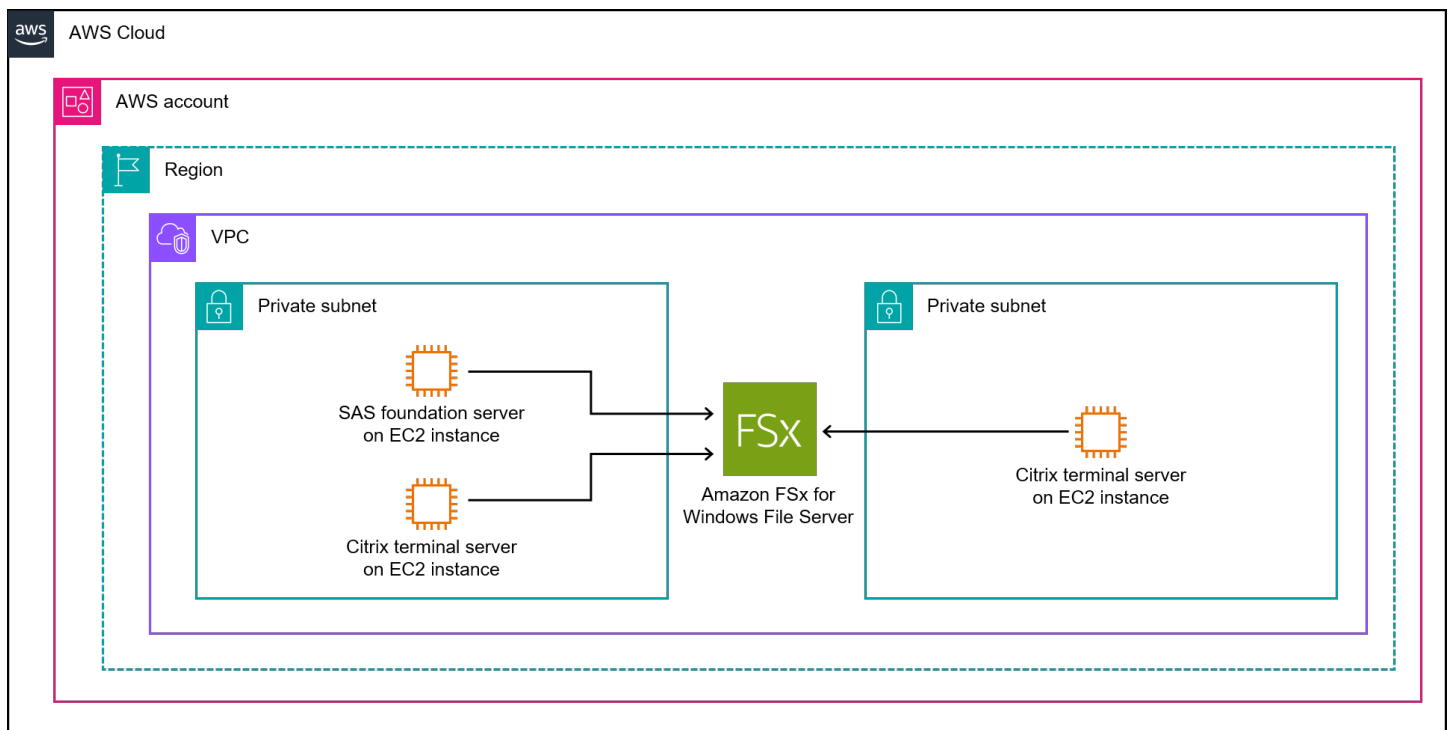 aws
AWS Cloud
AWS account
Region
VPC
Private subnet
SAS foundation server
on EC2 instance
Citrix terminal server
on EC2 instance
FSx
Amazon FSx for
Windows File Server
Private subnet
Citrix terminal server
on EC2 instance